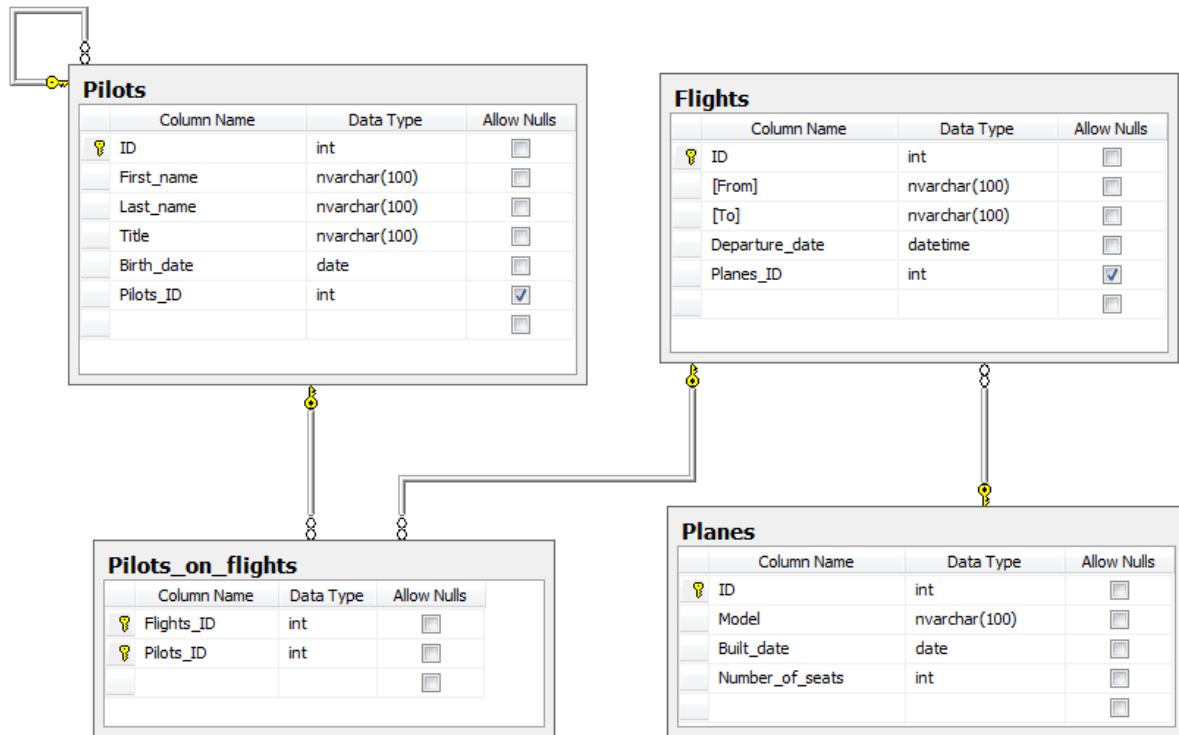 Pilots
Column Name Data Type Allow Nulls
ID int
First_name nvarchar(100)
Last_name nvarchar(100)
Title nvarchar(100)
Birth_date date
Pilots_ID int
Flights
Column Name Data Type Allow Nulls
ID int
[From] nvarchar(100)
[To] nvarchar(100)
Departure_date datetime
Planes_ID int
Pilots_on_flights
Column Name Data Type Allow Nulls
Flights_ID int
Pilots_ID int
Planes
Column Name Data Type Allow Nulls
ID int
Model nvarchar(100)
Built_date date
Number_of_seats int